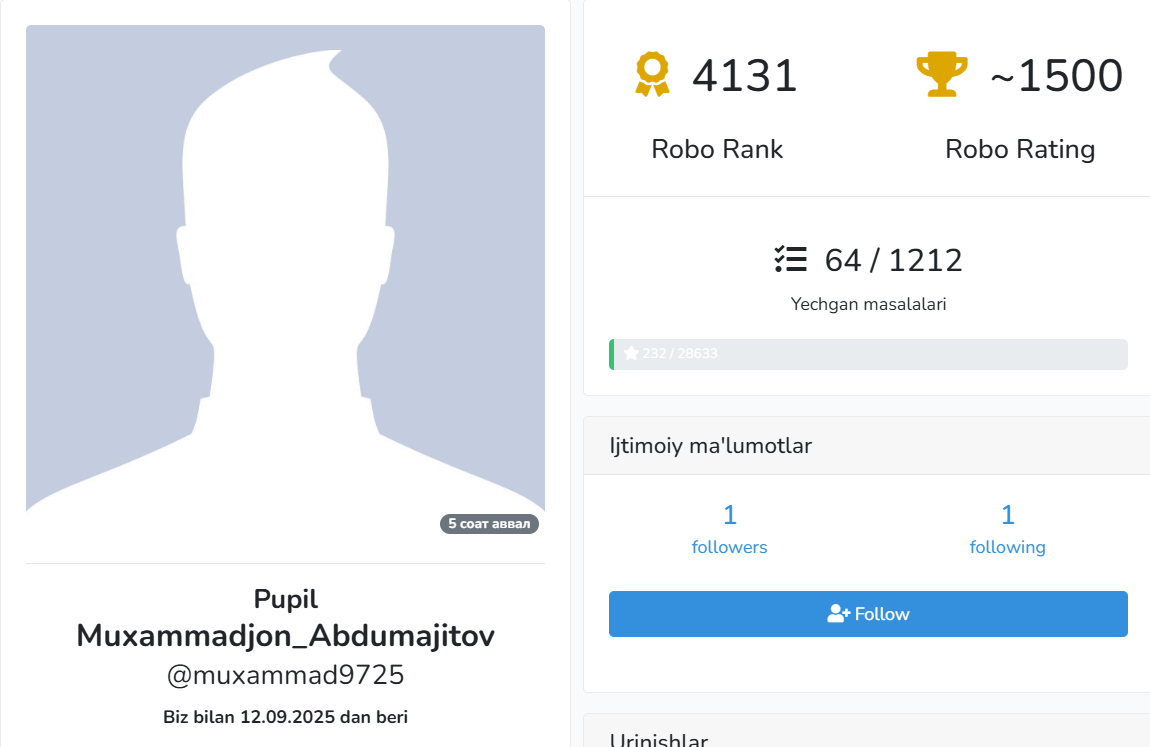 5 соат аввал
Pupil
Muxammadjon_Abdumajitov
@muxammad9725
Biz bilan 12.09.2025 dan beri
4131
Robo Rank
~1500
Robo Rating
64 / 1212
Yechgan masalalari
232 / 28633
Ijtimoiy ma'lumotlar
1
followers
1
following
Follow
Urinishlar